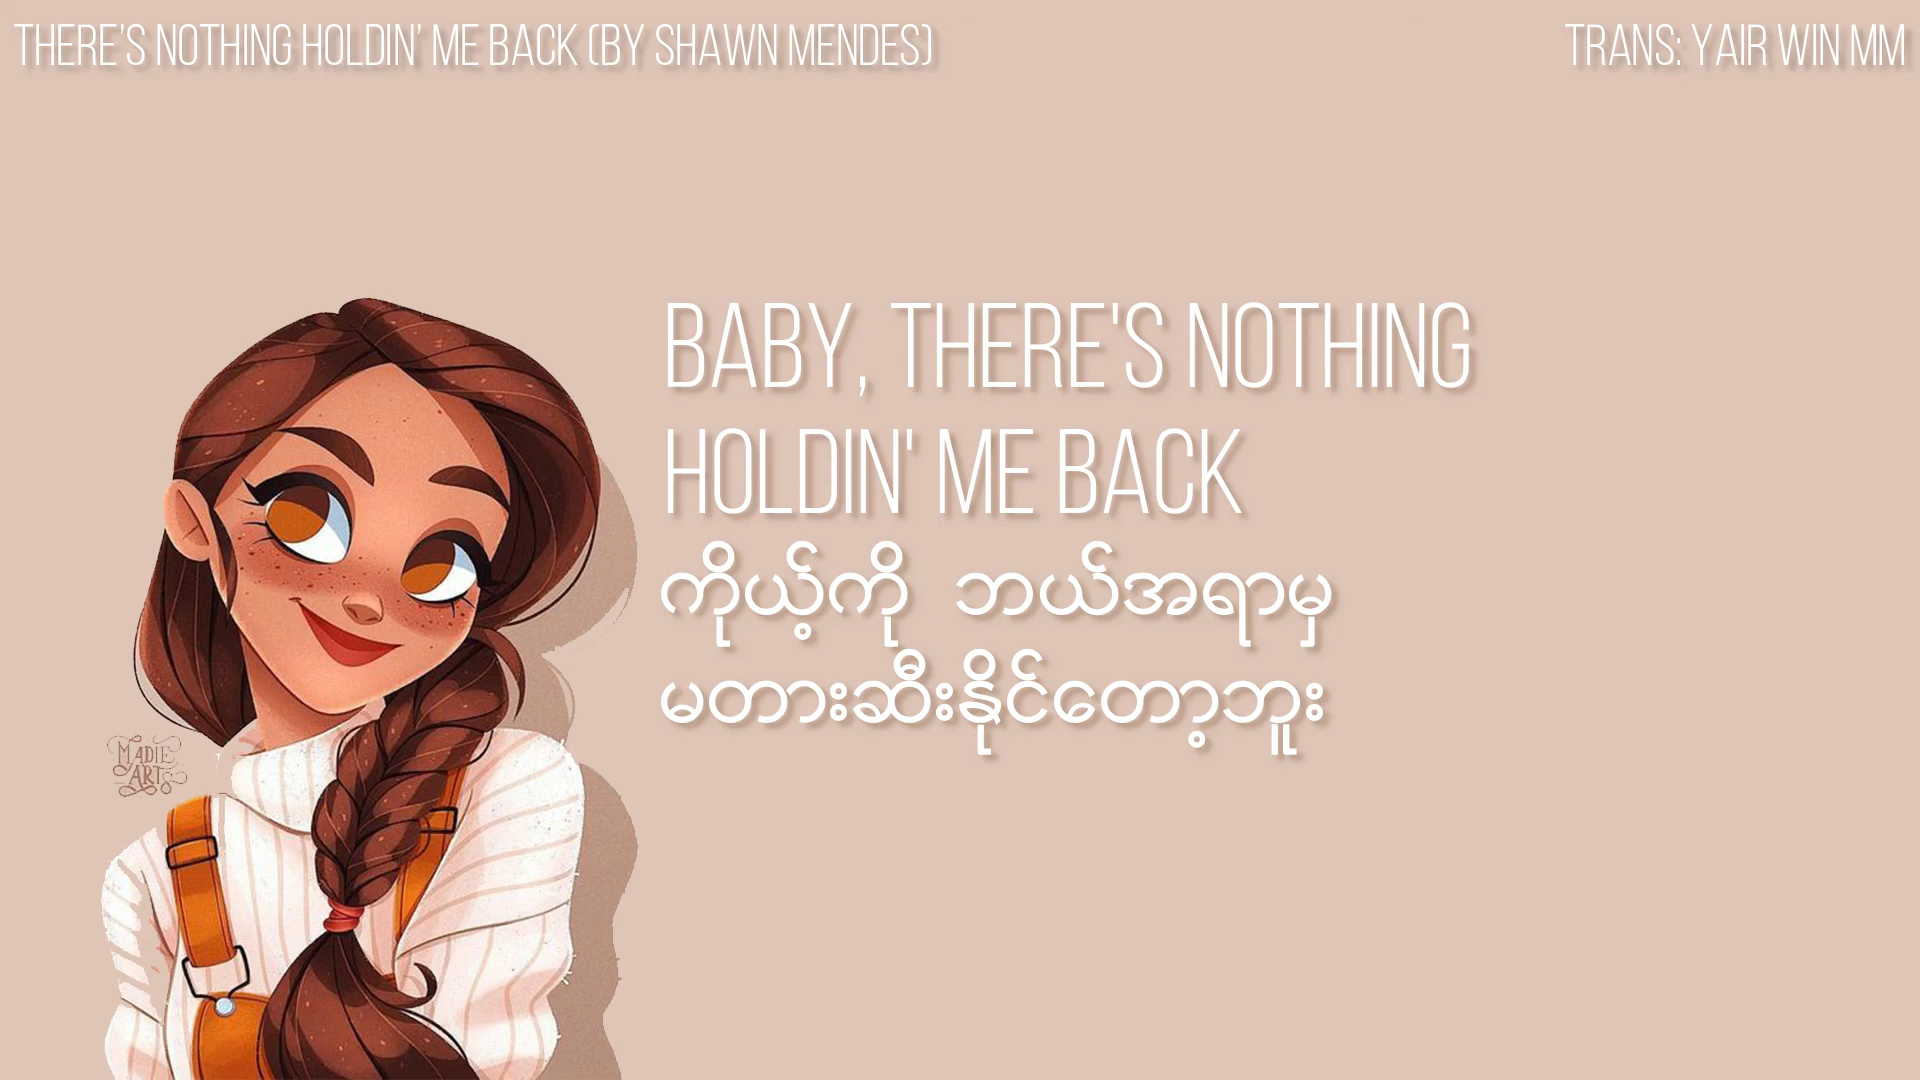 THERE'S NOTHING HOLDIN' ME BACK (BY SHAWN MENDES)
TRANS: YAIR WIN MM
BABY, THERE'S NOTHING
HOLDIN' ME BACK
ကိုယ့်ကို ဘယ်အရာမှ
မတားဆီးနိုင်တော့ဘူး
MADIE
ARTS